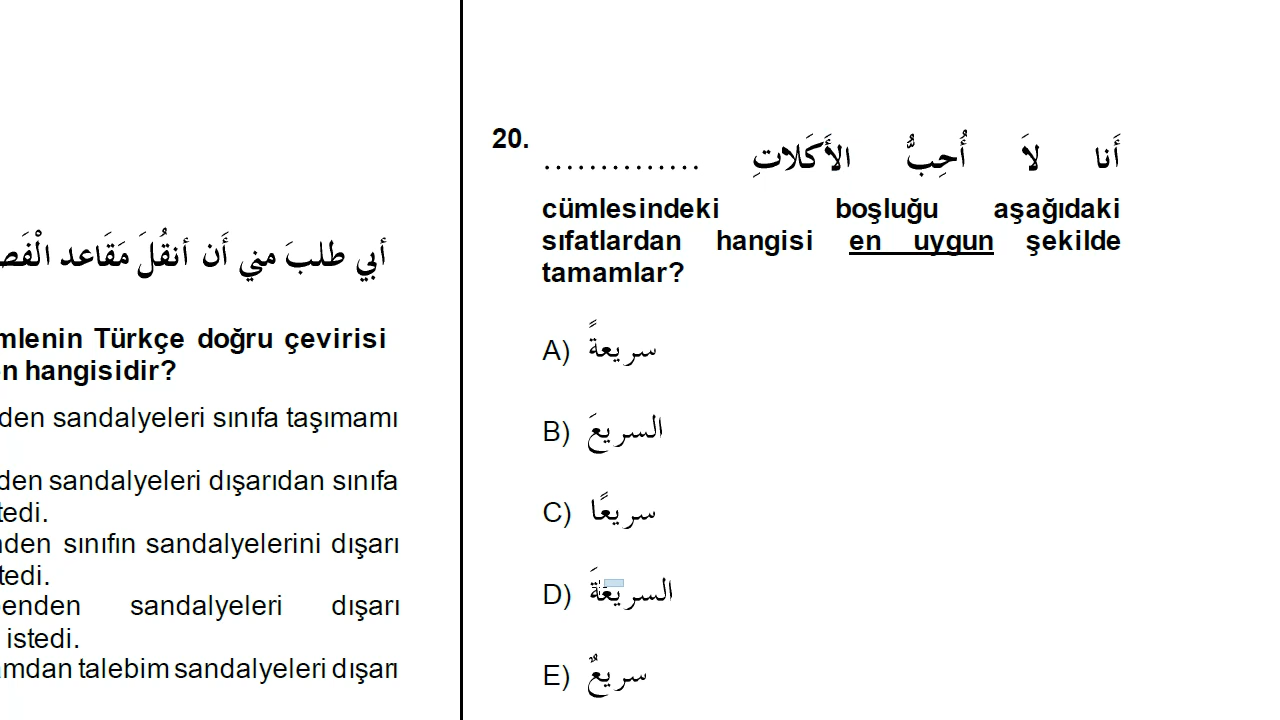 أبي طلبَ مني أَن أنقُلَ مَقَاعد الْفَص
mlenin Türkçe doğru çevirisi
n hangisidir?
den sandalyeleri sınıfa taşımamı
den sandalyeleri dışarıdan sınıfa
tedi.
nden sınıfın sandalyelerini dışarı
tedi.
enden sandalyeleri dışarı
istedi.
amdan talebim sandalyeleri dışarı
20. أَنا لاَ أُحِبُّ الأَكَلاتِ ..............
cümlesindeki boşluğu aşağıdaki
sıfatlardan hangisi en uygun şekilde
tamamlar?
A) سريعةً
B) السريعَ
C) سريعًا
D) السريعةَ
E) سريعٌ